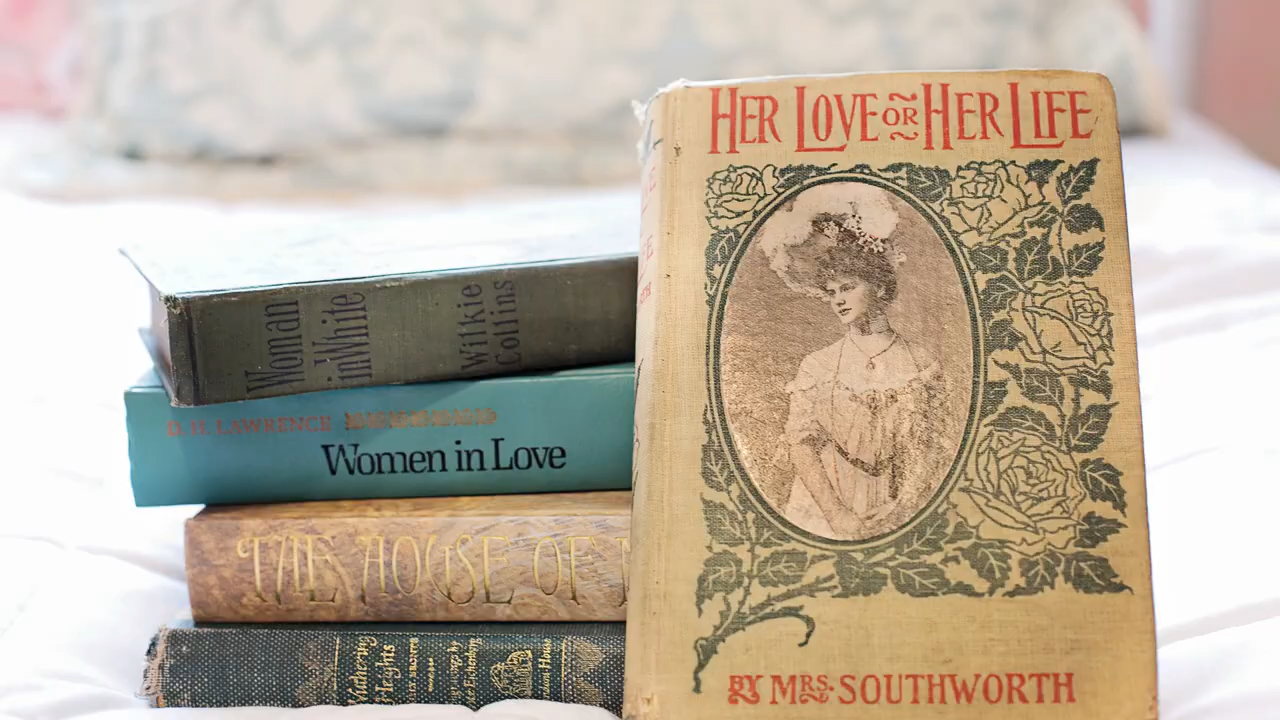 HER LOVE OR HER LIFE
BY MRS. SOUTHWORTH
Woman
in White
Wilkie
Collins
D. H. LAWRENCE
Women in Love
THE HOUSE OF
Wuthering
Heights